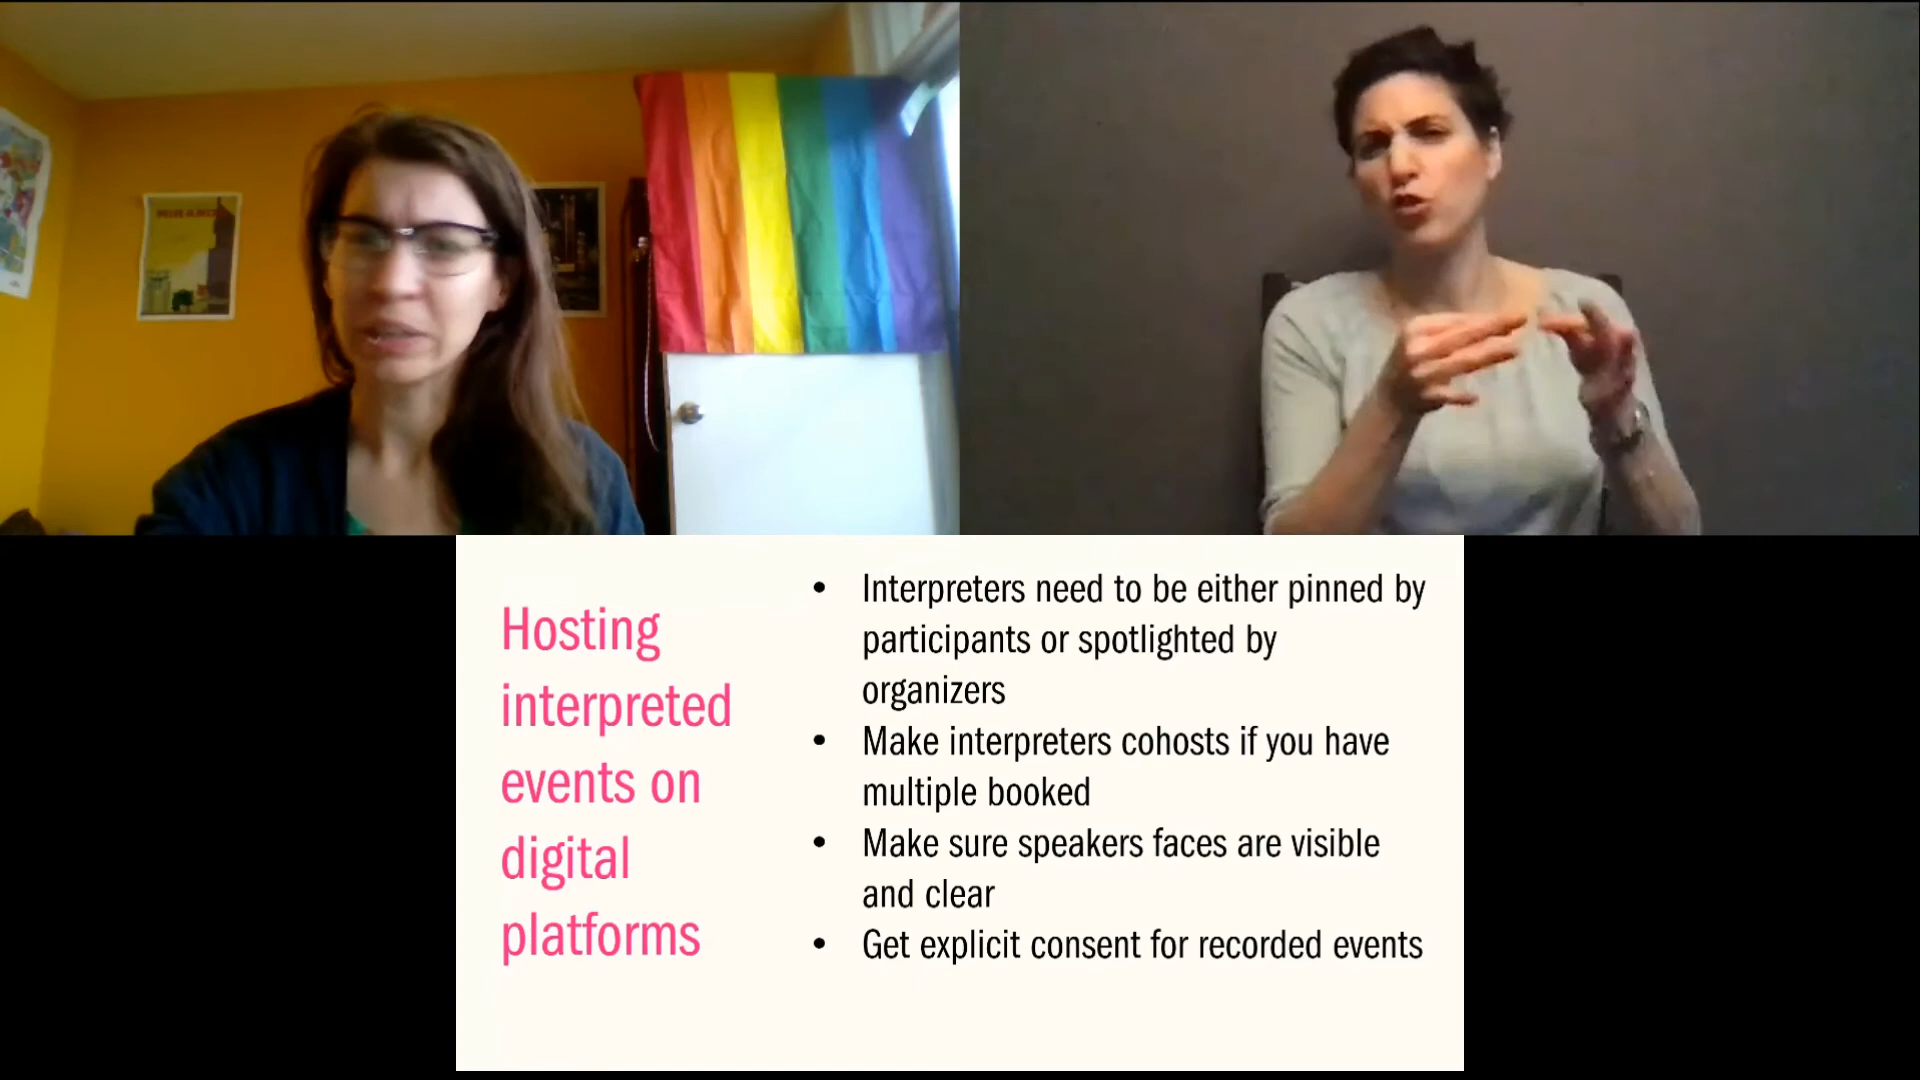 Hosting
interpreted
events on
digital
platforms
• Interpreters need to be either pinned by
participants or spotlighted by
organizers
• Make interpreters cohosts if you have
multiple booked
• Make sure speakers faces are visible
and clear
• Get explicit consent for recorded events